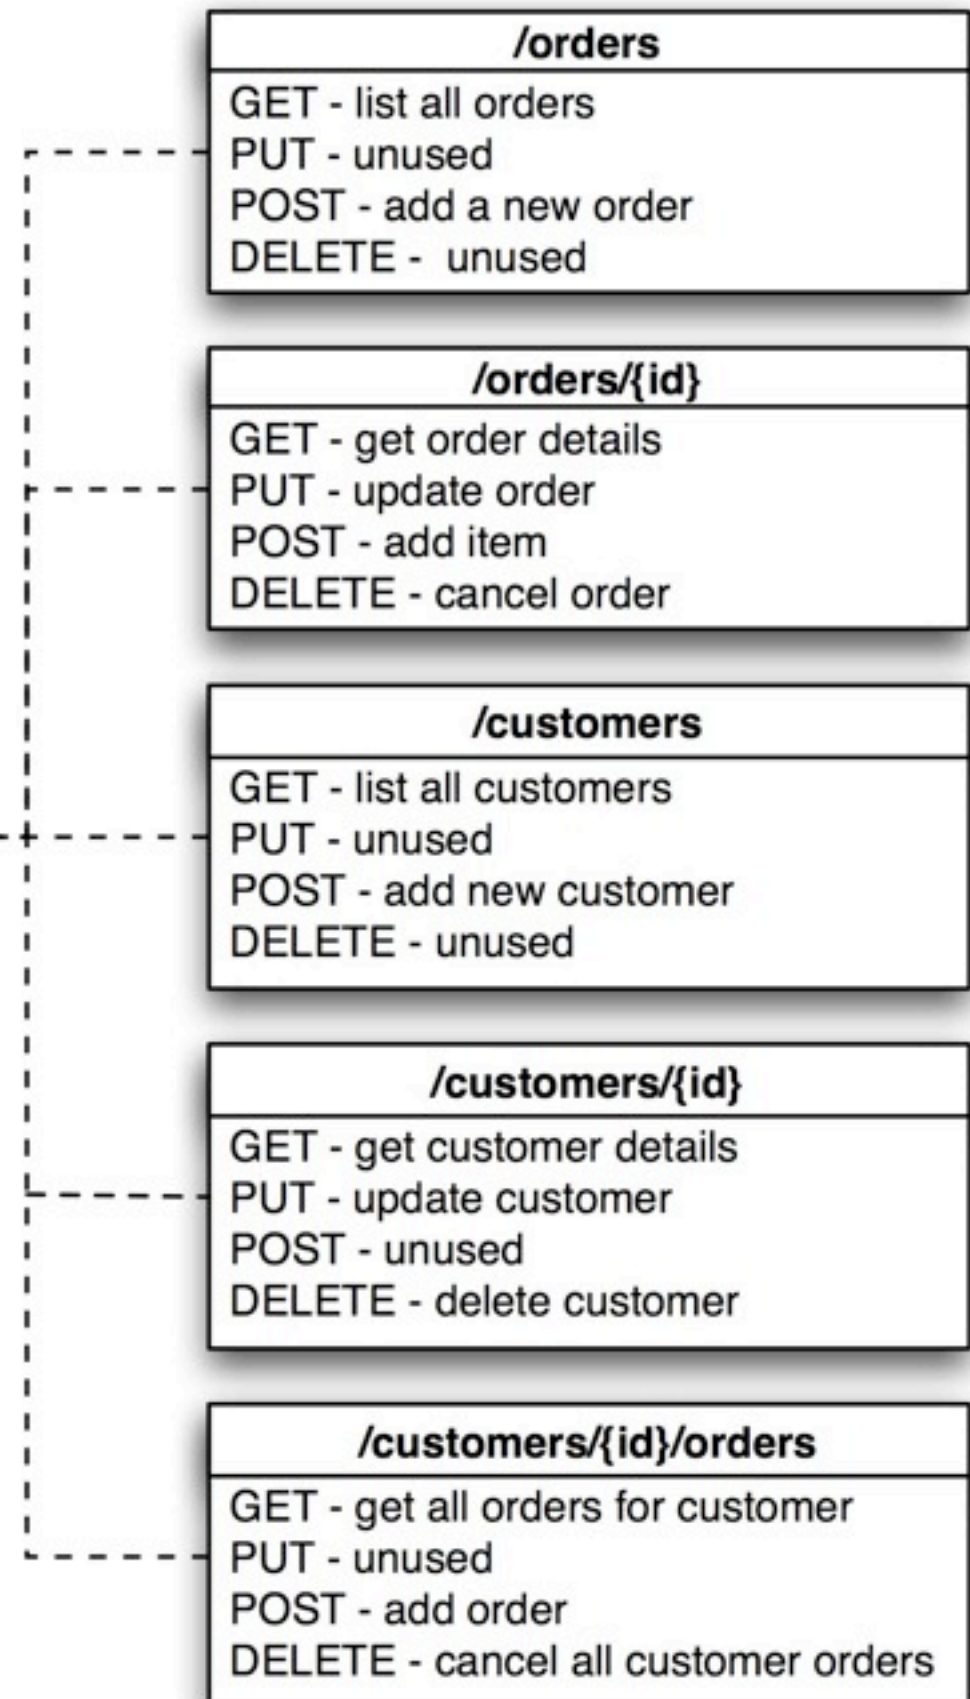 /orders
GET - list all orders
PUT - unused
POST - add a new order
DELETE -  unused
/orders/{id}
GET - get order details
PUT - update order
POST - add item
DELETE - cancel order
/customers
GET - list all customers
PUT - unused
POST - add new customer
DELETE - unused
/customers/{id}
GET - get customer details
PUT - update customer
POST - unused
DELETE - delete customer
/customers/{id}/orders
GET - get all orders for customer
PUT - unused
POST - add order
DELETE - cancel all customer orders